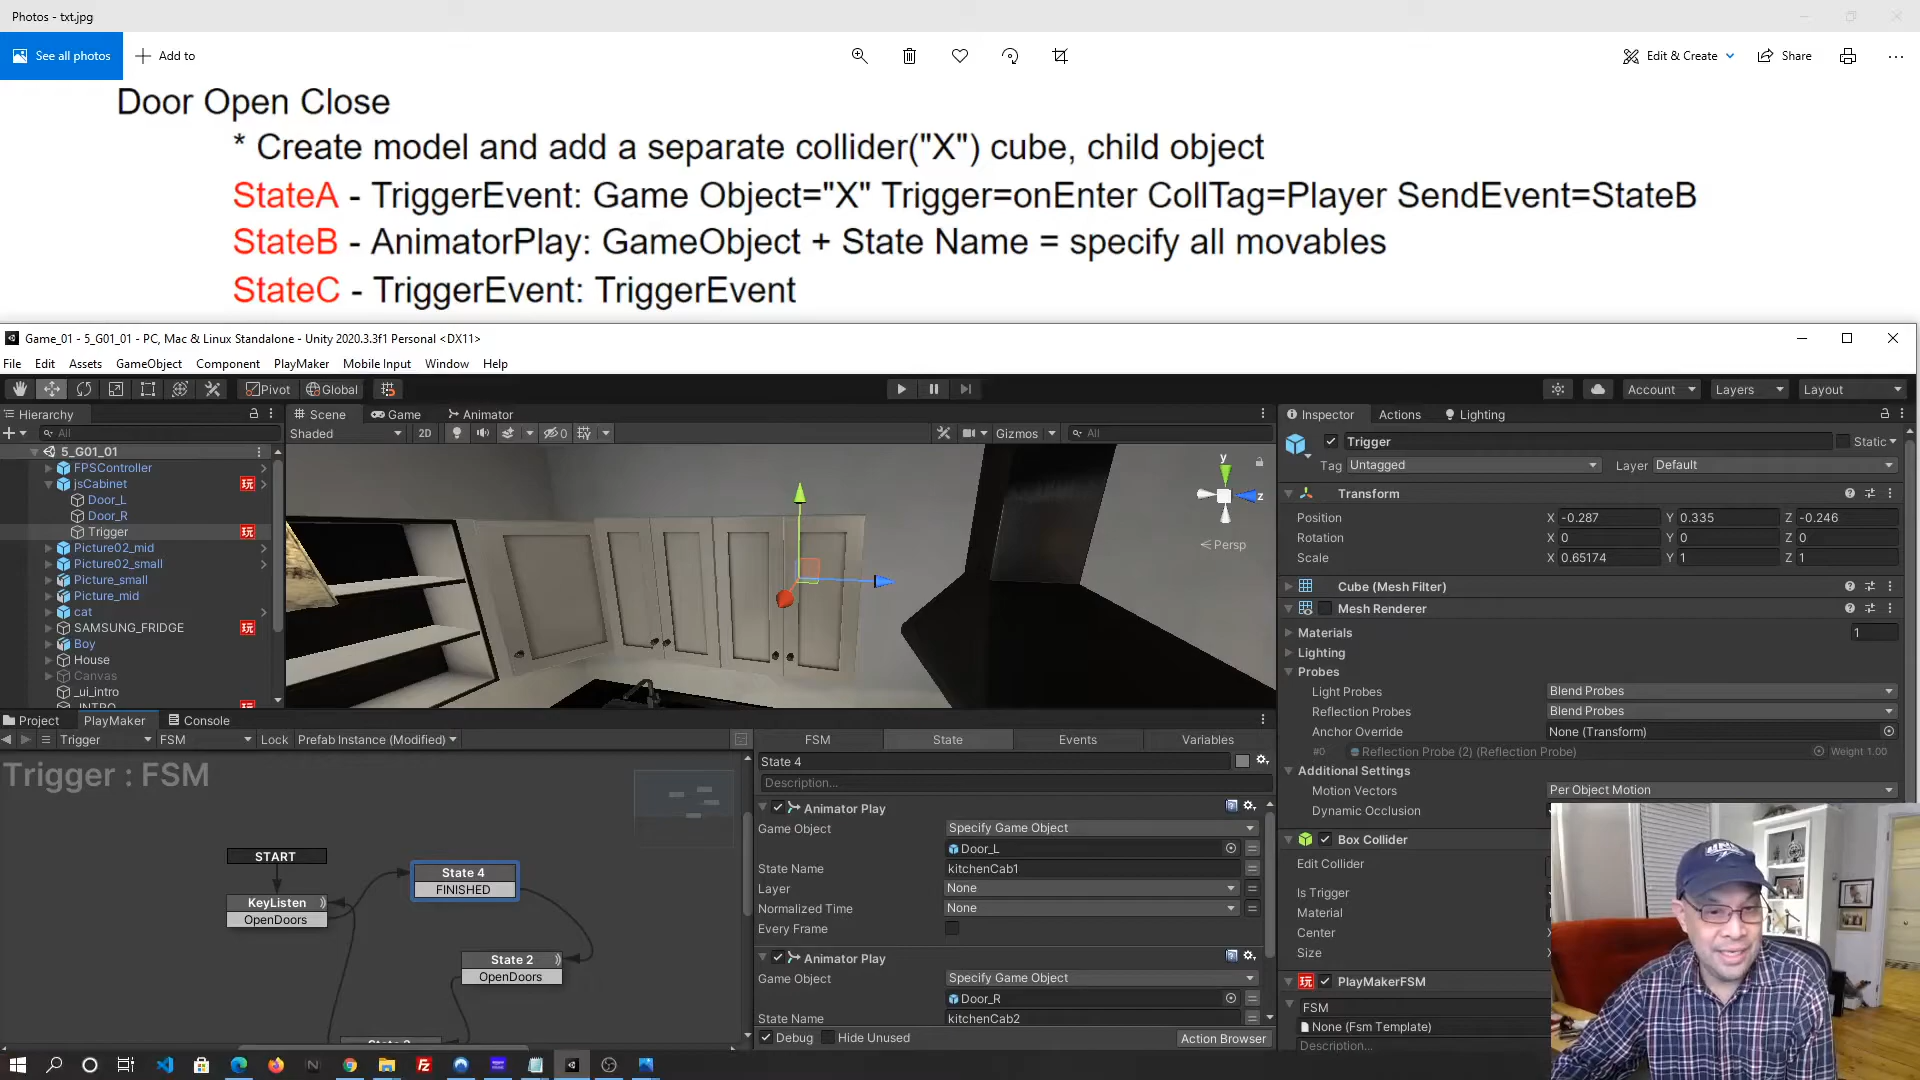 Photos - txt.jpg
See all photos
Add to
Edit & Create
Share
Door Open Close
* Create model and add a separate collider("X") cube, child object
StateA - TriggerEvent: Game Object="X" Trigger=onEnter CollTag=Player SendEvent=StateB
StateB - AnimatorPlay: GameObject + State Name = specify all movables
StateC - TriggerEvent: TriggerEvent
Game_01 - 5_G01_01 - PC, Mac & Linux Standalone - Unity 2020.3.3f1 Personal <DX11>
File Edit Assets GameObject Component PlayMaker Mobile Input Window Help
Pivot Global
Account Layers Layout
Hierarchy
All
5_G01_01
FPSController
jsCabinet 玩
Door_L
Door_R
Trigger 玩
Picture02_mid
Picture02_small
Picture_small
Picture_mid
cat
SAMSUNG_FRIDGE 玩
Boy
House
Canvas
_ui_intro
Scene Game Animator
Shaded 2D 0 Gizmos All
y
z
Persp
Project PlayMaker Console
Trigger FSM Lock Prefab Instance (Modified)
Trigger : FSM
START
KeyListen
OpenDoors
State 4
FINISHED
State 2
OpenDoors
FSM State Events Variables
State 4
Description...
Animator Play
Game Object Specify Game Object
Door_L
State Name kitchenCab1
Layer None
Normalized Time None
Every Frame
Animator Play
Game Object Specify Game Object
Door_R
State Name kitchenCab2
Debug Hide Unused Action Browser
Inspector Actions Lighting
Trigger Static
Tag Untagged Layer Default
Transform
Position X -0.287 Y 0.335 Z -0.246
Rotation X 0 Y 0 Z 0
Scale X 0.65174 Y 1 Z 1
Cube (Mesh Filter)
Mesh Renderer
Materials 1
Lighting
Probes
Light Probes Blend Probes
Reflection Probes Blend Probes
Anchor Override None (Transform)
#0 Reflection Probe (2) (Reflection Probe) Weight 1.00
Additional Settings
Motion Vectors Per Object Motion
Dynamic Occlusion
Box Collider
Edit Collider
Is Trigger
Material
Center
Size
玩 PlayMakerFSM
FSM
None (Fsm Template)
Description...